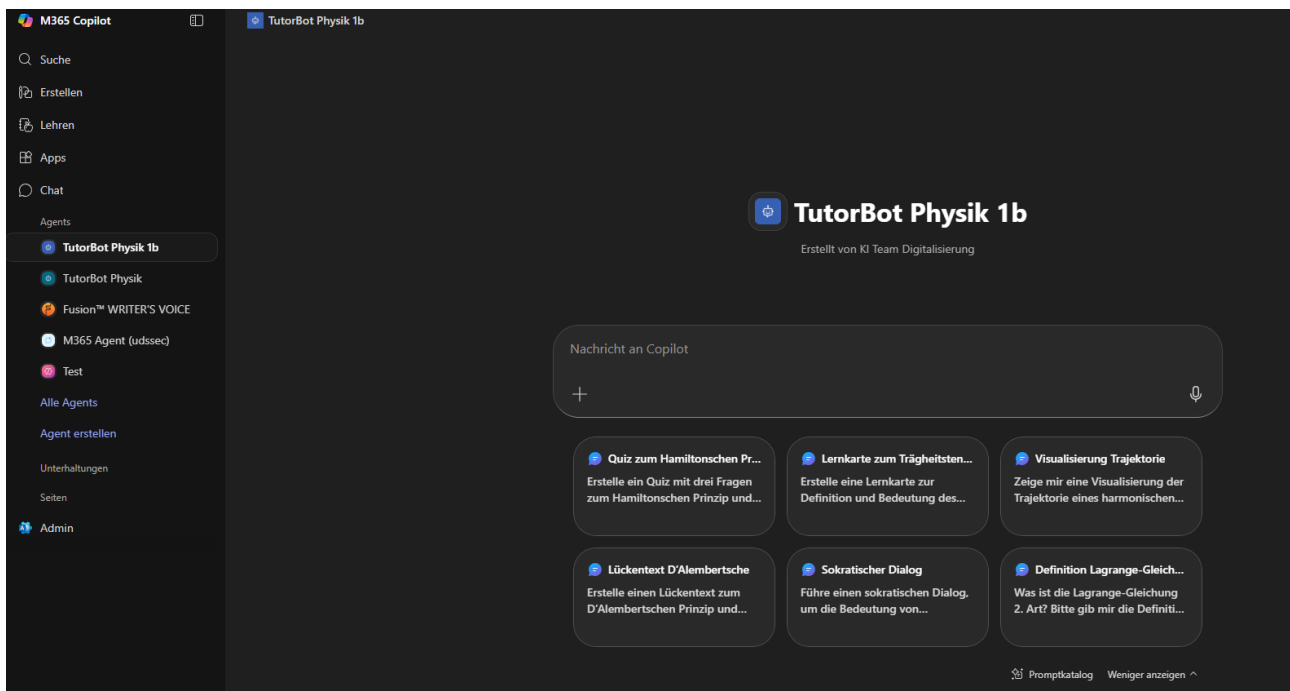 M365 Copilot
Suche
Erstellen
Lehren
Apps
Chat
Agents
TutorBot Physik 1b
TutorBot Physik
Fusion™ WRITER'S VOICE
M365 Agent (udssec)
Test
Alle Agents
Agent erstellen
Unterhaltungen
Seiten
Admin
TutorBot Physik 1b
TutorBot Physik 1b
Erstellt von KI Team Digitalisierung
Nachricht an Copilot
Quiz zum Hamiltonschen Pr...
Erstelle ein Quiz mit drei Fragen
zum Hamiltonschen Prinzip und...
Lernkarte zum Trägheitsten...
Erstelle eine Lernkarte zur
Definition und Bedeutung des...
Visualisierung Trajektorie
Zeige mir eine Visualisierung der
Trajektorie eines harmonischen...
Lückentext D'Alembertsche
Erstelle einen Lückentext zum
D'Alembertschen Prinzip und...
Sokratischer Dialog
Führe einen sokratischen Dialog,
um die Bedeutung von...
Definition Lagrange-Gleich...
Was ist die Lagrange-Gleichung
2. Art? Bitte gib mir die Definiti...
Promptkatalog
Weniger anzeigen